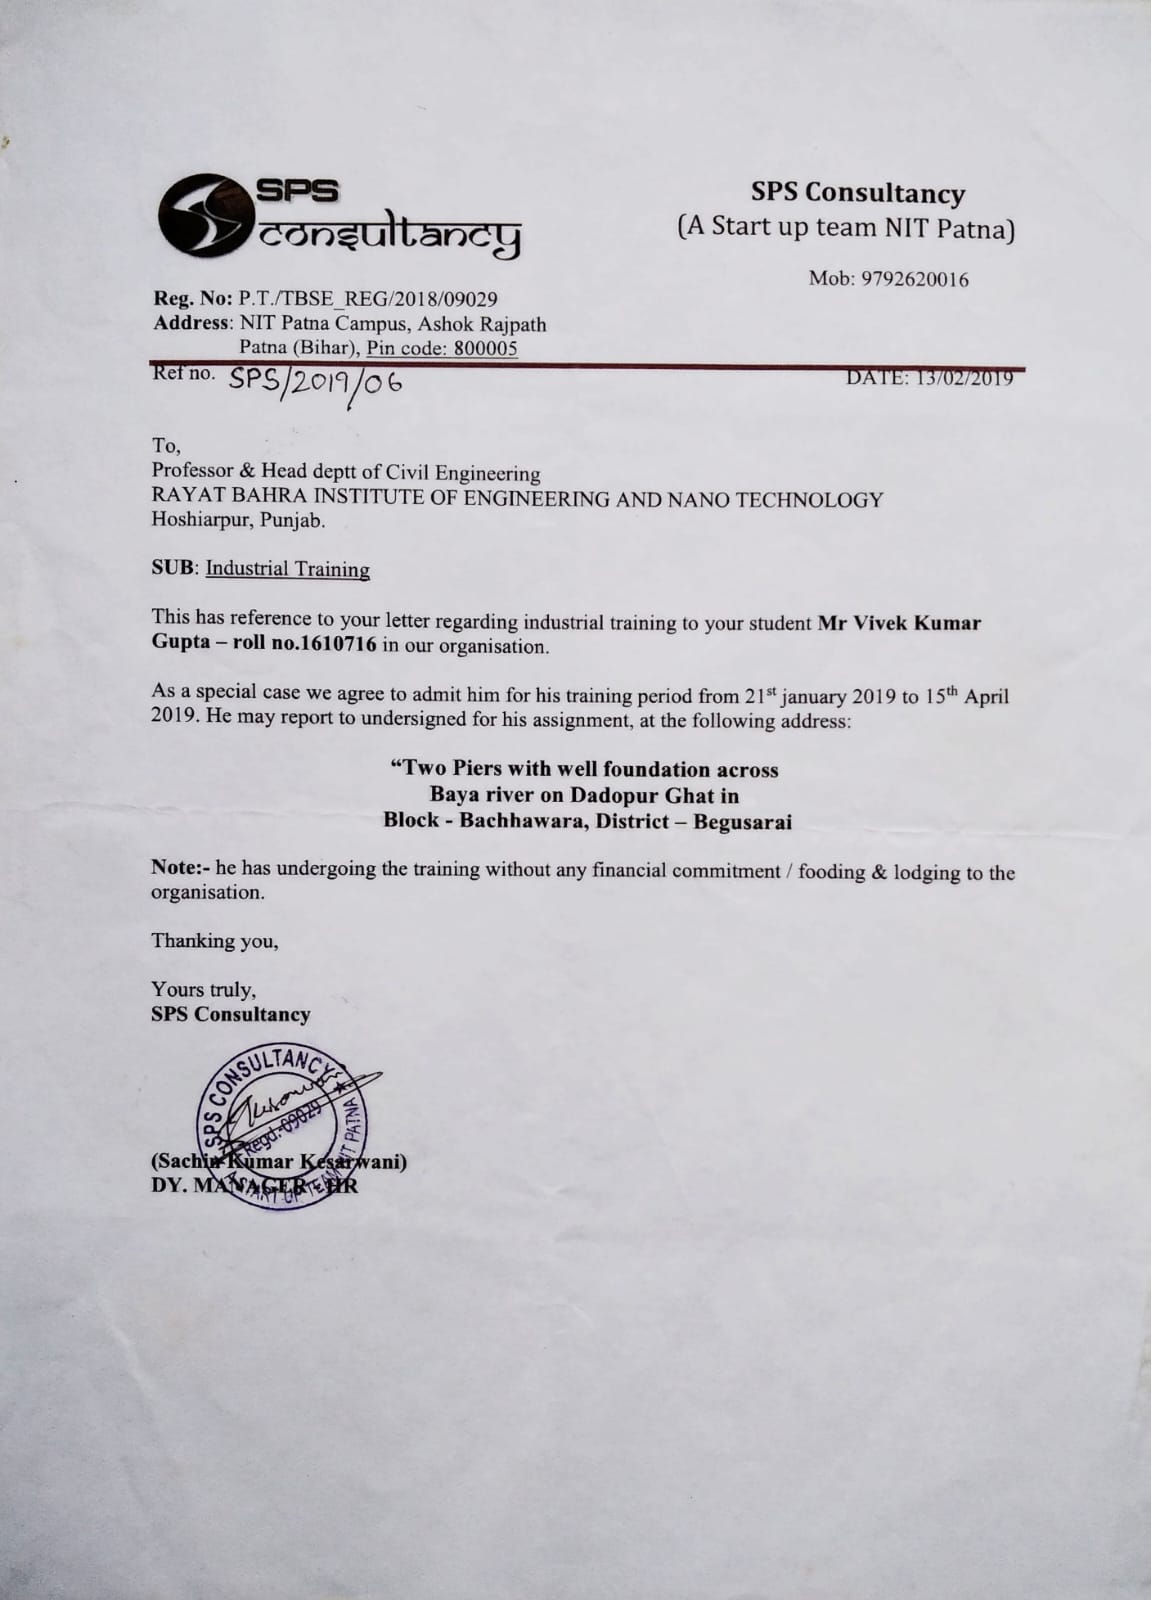 SPS
consultancy
SPS Consultancy
(A Start up team NIT Patna)
Mob: 9792620016
Reg. No: P.T./TBSE_REG/2018/09029
Address: NIT Patna Campus, Ashok Rajpath
Patna (Bihar), Pin code: 800005
Ref no. SPS/2019/06
DATE: 13/02/2019
To,
Professor & Head deptt of Civil Engineering
RAYAT BAHRA INSTITUTE OF ENGINEERING AND NANO TECHNOLOGY
Hoshiarpur, Punjab.
SUB: Industrial Training
This has reference to your letter regarding industrial training to your student Mr Vivek Kumar
Gupta – roll no.1610716 in our organisation.
As a special case we agree to admit him for his training period from 21st january 2019 to 15th April
2019. He may report to undersigned for his assignment, at the following address:
“Two Piers with well foundation across
Baya river on Dadopur Ghat in
Block - Bachhawara, District – Begusarai
Note:- he has undergoing the training without any financial commitment / fooding & lodging to the
organisation.
Thanking you,
Yours truly,
SPS Consultancy
SPS CONSULTANCY
Regd.-09029
A START UP TEAM NIT PATNA
(Sachin Kumar Kesarwani)
DY. MANAGER - HR